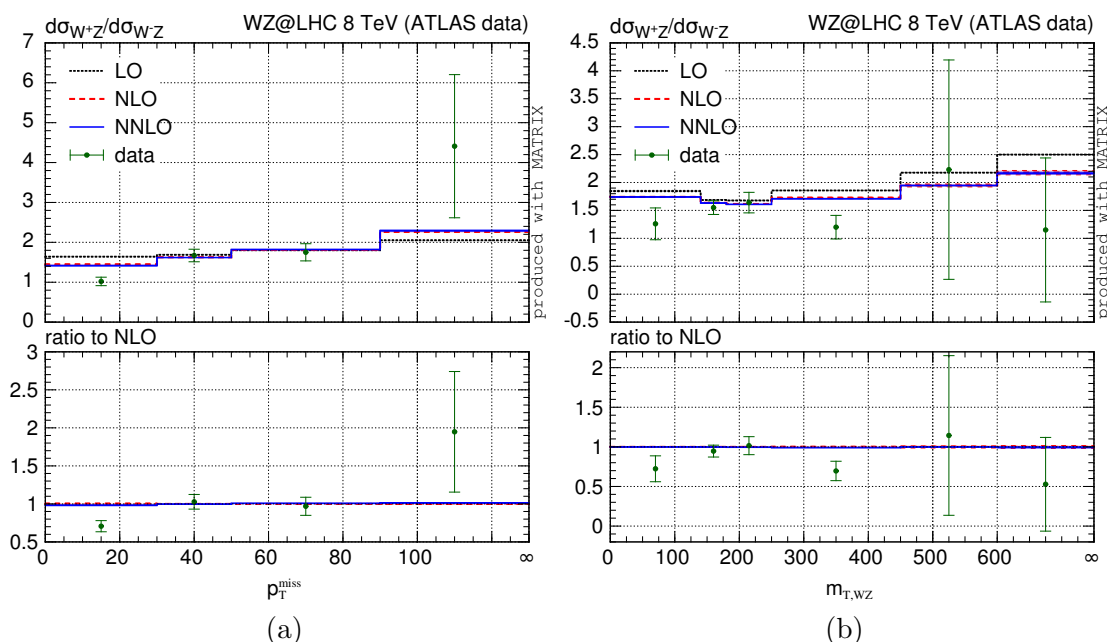 dσW+Z/dσW-Z
WZ@LHC 8 TeV (ATLAS data)
7
6
5
4
3
2
1
0
LO
NLO
NNLO
data
produced with MATRIX
ratio to NLO
3
2.5
2
1.5
1
0.5
0 20 40 60 80 100 ∞
pTmiss
(a)
dσW+Z/dσW-Z
WZ@LHC 8 TeV (ATLAS data)
4.5
4
3.5
3
2.5
2
1.5
1
0.5
0
-0.5
LO
NLO
NNLO
data
produced with MATRIX
ratio to NLO
2
1.5
1
0.5
0
0 100 200 300 400 500 600 ∞
mT,WZ
(b)